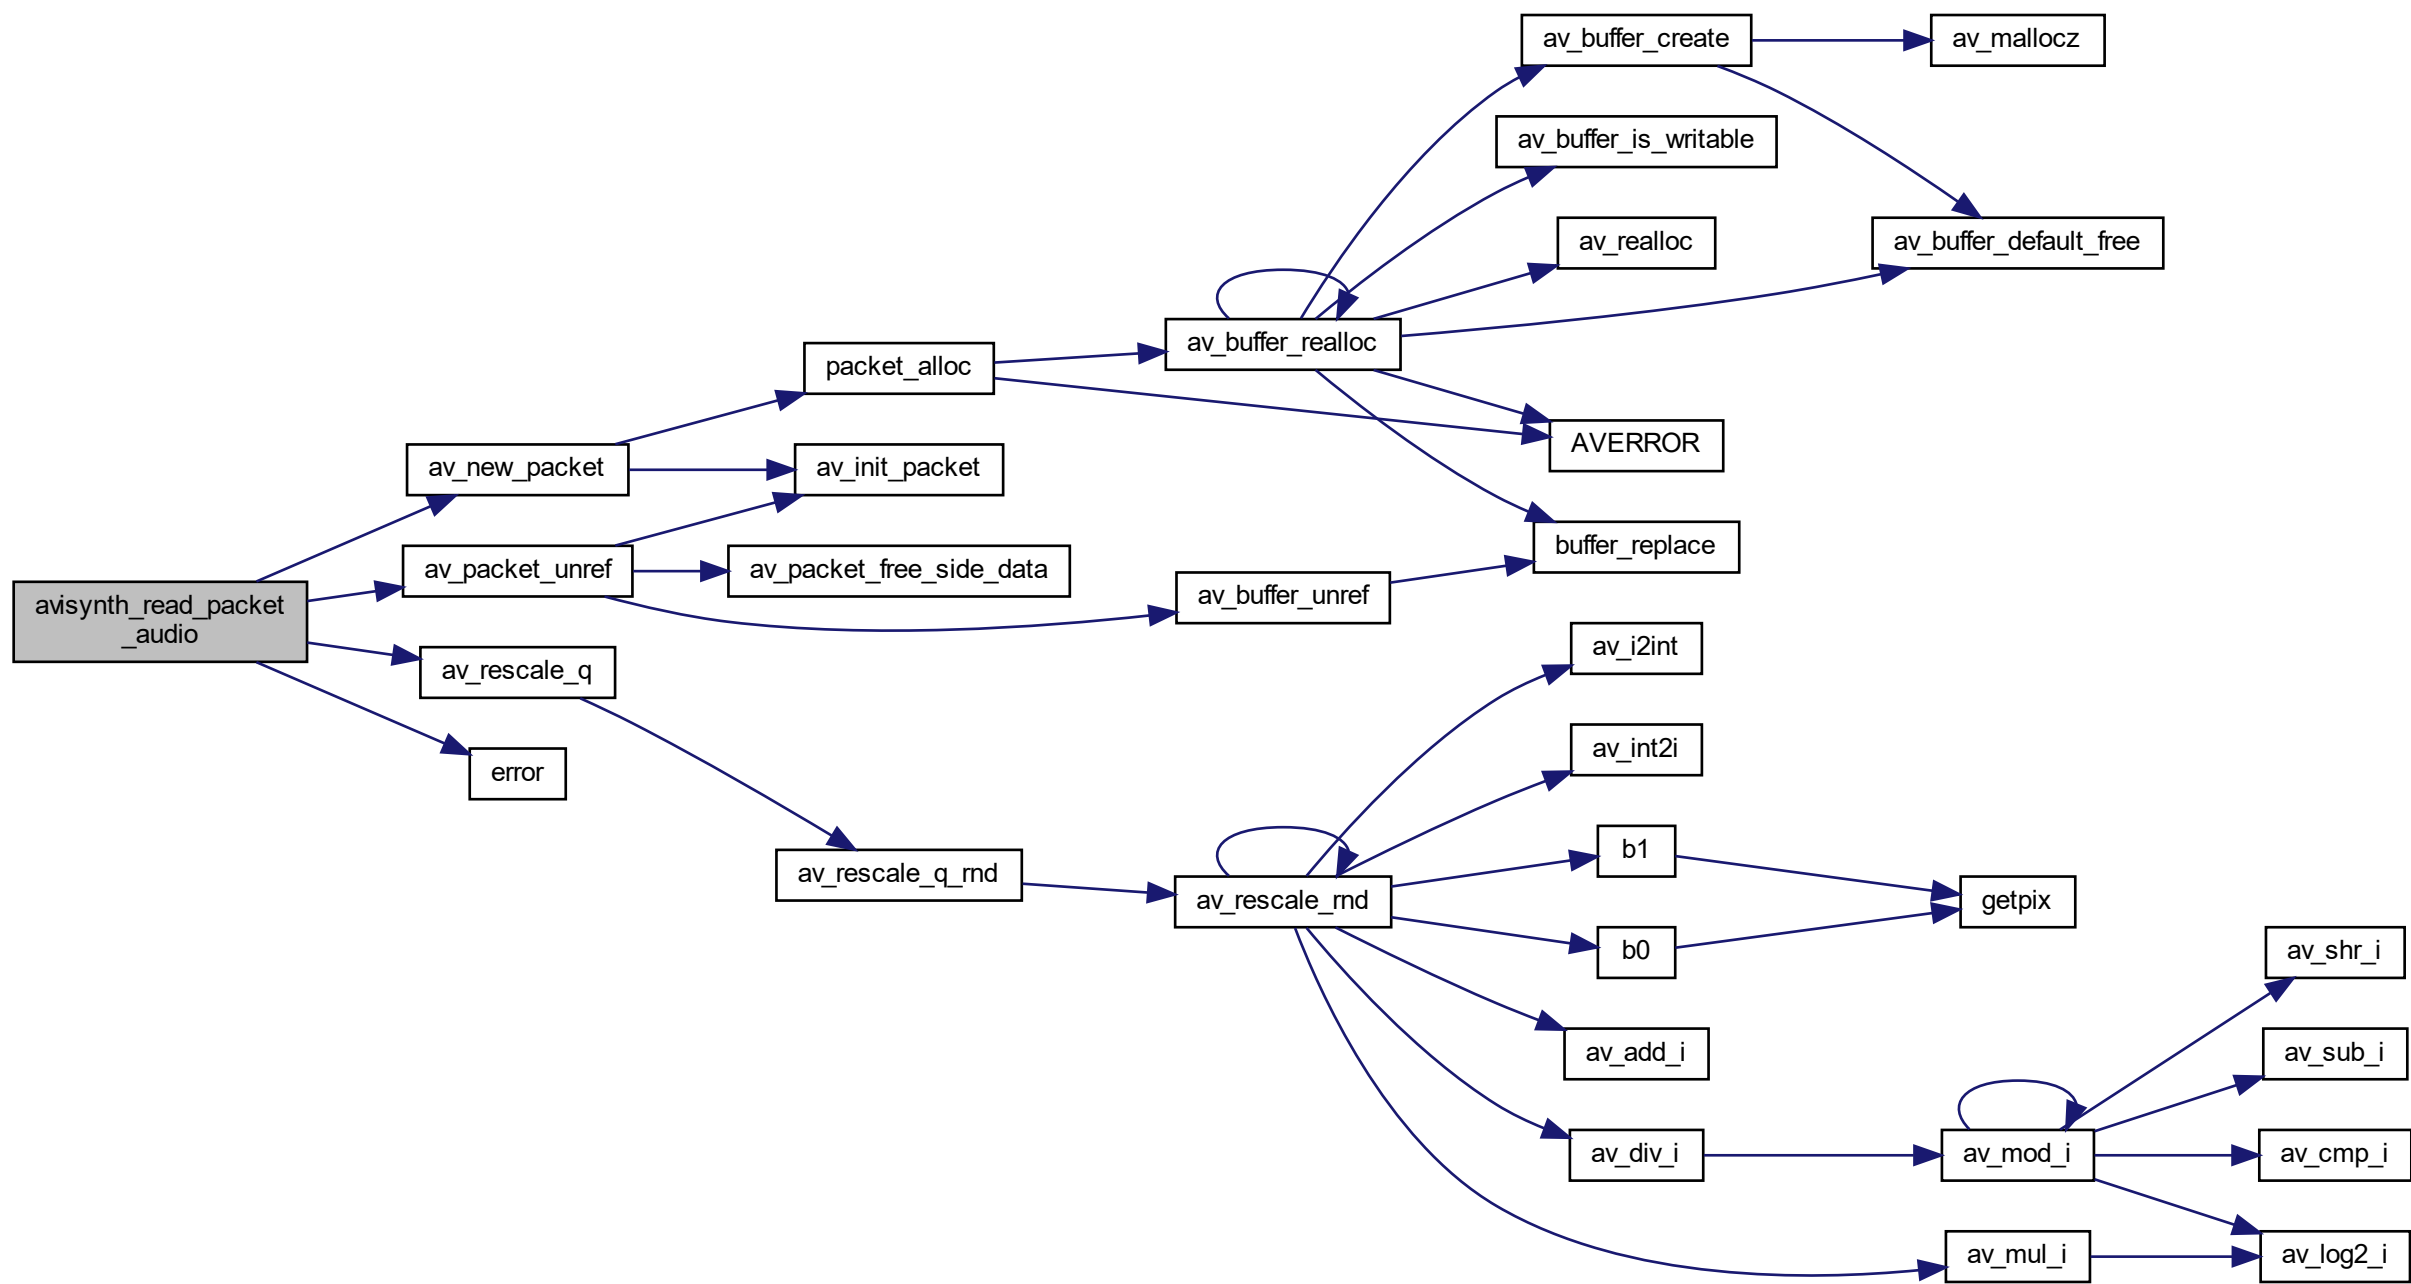 avisynth_read_packet
_audio
av_new_packet
av_packet_unref
av_rescale_q
error
packet_alloc
av_init_packet
av_packet_free_side_data
av_rescale_q_rnd
av_buffer_realloc
av_buffer_unref
av_rescale_rnd
av_buffer_create
av_buffer_is_writable
av_realloc
AVERROR
buffer_replace
av_i2int
av_int2i
b1
b0
av_add_i
av_div_i
av_mallocz
av_buffer_default_free
getpix
av_mod_i
av_mul_i
av_shr_i
av_sub_i
av_cmp_i
av_log2_i